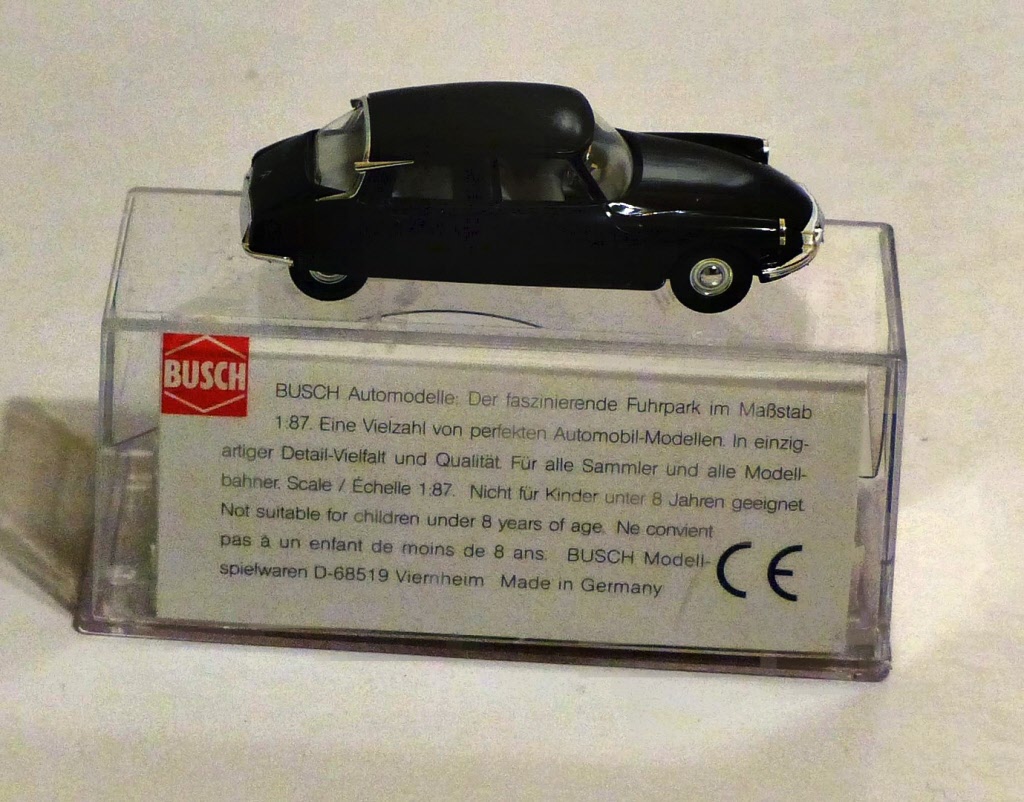 BUSCH
BUSCH Automodelle: Der faszinierende Fuhrpark im Maßstab
1:87. Eine Vielzahl von perfekten Automobil-Modellen. In einzig-
artiger Detail-Vielfalt und Qualität. Für alle Sammler und alle Modell-
bahner. Scale / Échelle 1:87. Nicht für Kinder unter 8 Jahren geeignet.
Not suitable for children under 8 years of age. Ne convient
pas à un enfant de moins de 8 ans. BUSCH Modell-
spielwaren D-68519 Viernheim Made in Germany
CE